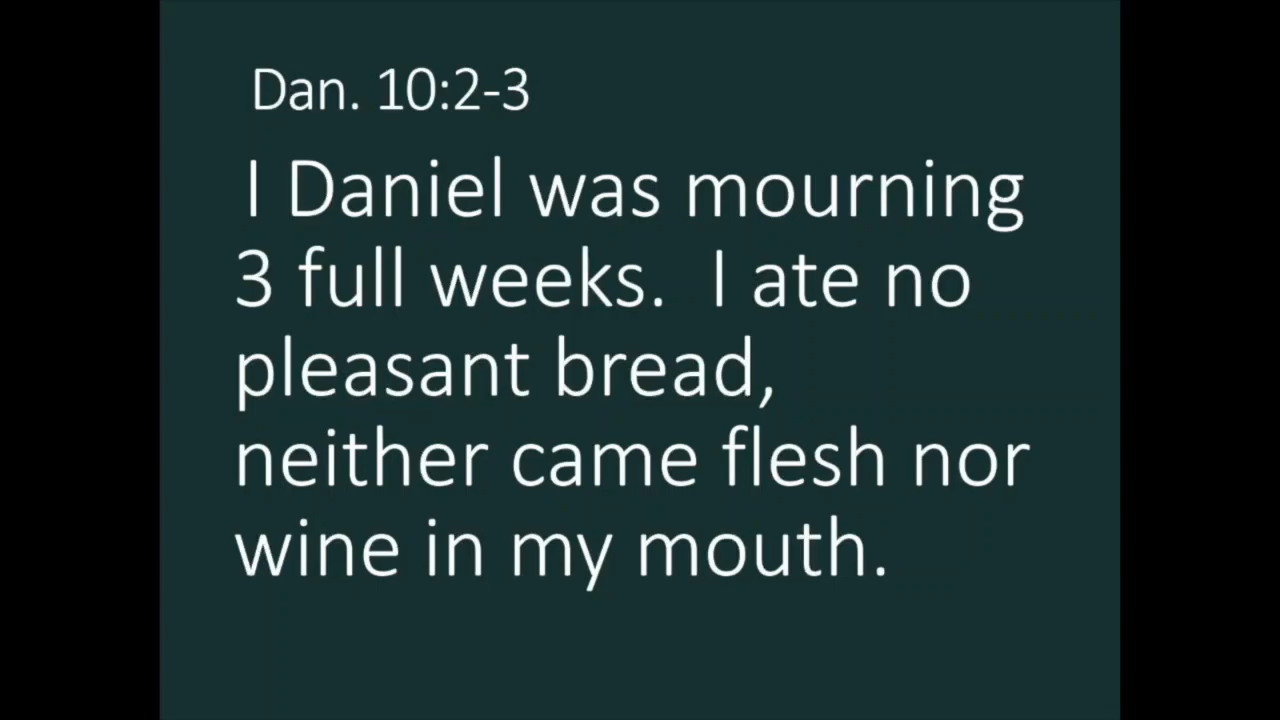 Dan. 10:2-3
I Daniel was mourning
3 full weeks.  I ate no
pleasant bread,
neither came flesh nor
wine in my mouth.